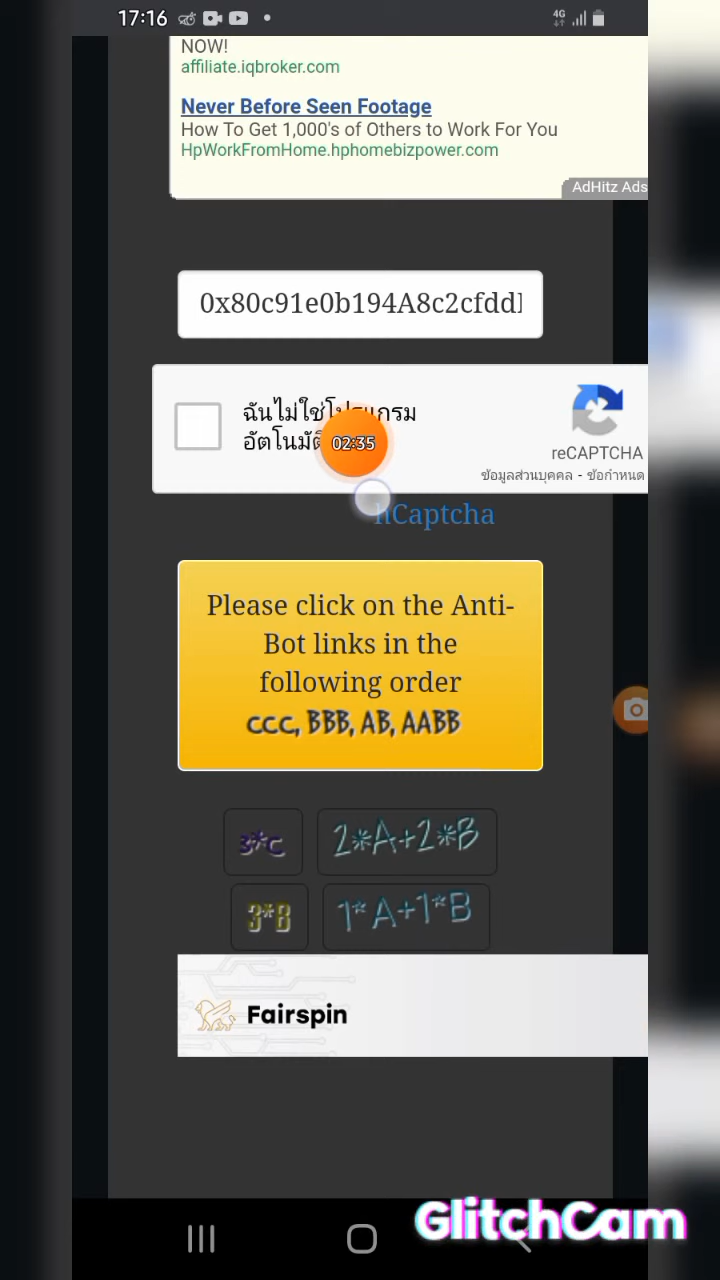 17:16
4G
NOW!
affiliate.iqbroker.com
Never Before Seen Footage
How To Get 1,000's of Others to Work For You
HpWorkFromHome.hphomebizpower.com
AdHitz Ads
0x80c91e0b194A8c2cfdd
ฉันไม่ใช่โปรแกรม
อัตโนมัติ
02:35
reCAPTCHA
ข้อมูลส่วนบุคคล - ข้อกำหนด
hCaptcha
Please click on the Anti-
Bot links in the
following order
CCC, BBB, AB, AABB
3*C 2*A+2*B
3*B 1*A+1*B
Fairspin
GlitchCam